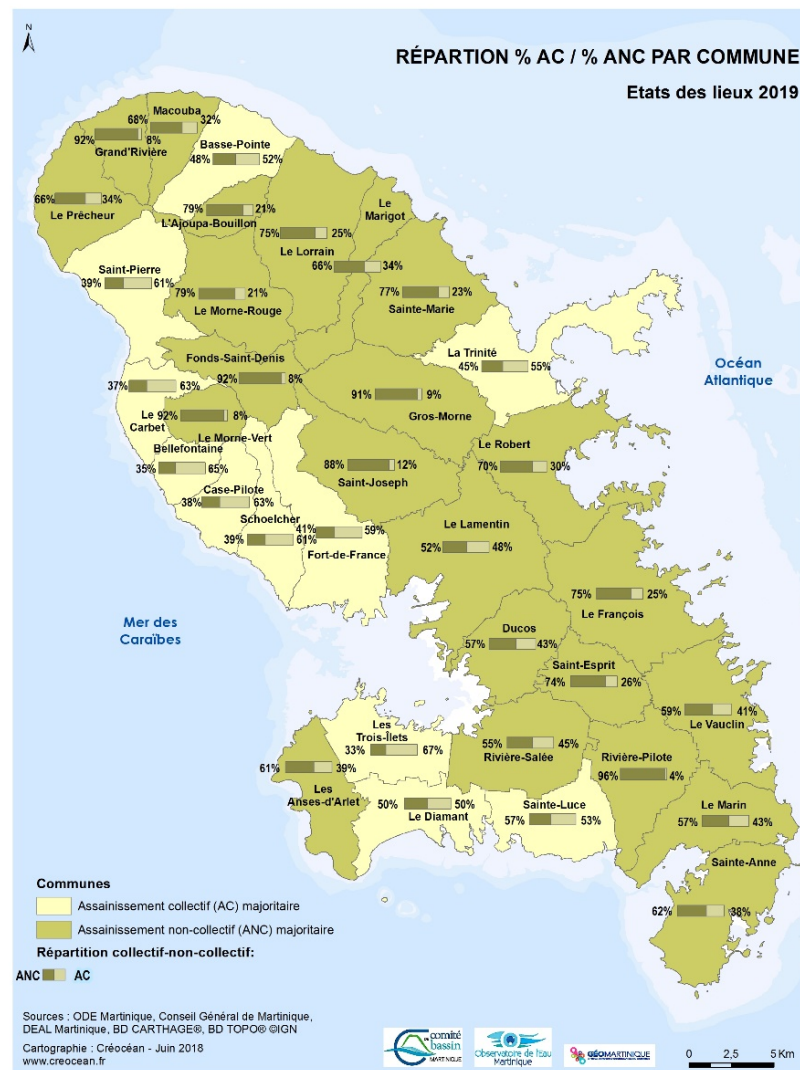 N
RÉPARTION % AC / % ANC PAR COMMUNE
Etats des lieux 2019
Macouba
68% 32%
92% 8%
Grand'Rivière
Basse-Pointe
48% 52%
66% 34%
Le Prêcheur
79% 21%
L'Ajoupa-Bouillon
Le
Marigot
75% 25%
Le Lorrain
66% 34%
Saint-Pierre
39% 61%
79% 21%
Le Morne-Rouge
77% 23%
Sainte-Marie
La Trinité
45% 55%
Océan
Atlantique
Fonds-Saint-Denis
92% 8%
37% 63%
Le
Carbet
92% 8%
Le Morne-Vert
91% 9%
Gros-Morne
Bellefontaine
35% 65%
88% 12%
Saint-Joseph
Le Robert
70% 30%
Case-Pilote
38% 63%
Schoelcher
39% 61%
41% 59%
Fort-de-France
Le Lamentin
52% 48%
75% 25%
Le François
Mer des
Caraïbes
Ducos
57% 43%
Saint-Esprit
74% 26%
59% 41%
Le Vauclin
Les
Trois-Îlets
33% 67%
55% 45%
Rivière-Salée
Rivière-Pilote
96% 4%
61% 39%
Les
Anses-d'Arlet
50% 50%
Le Diamant
Sainte-Luce
57% 53%
Le Marin
57% 43%
Sainte-Anne
62% 38%
Communes
Assainissement collectif (AC) majoritaire
Assainissement non-collectif (ANC) majoritaire
Répartition collectif-non-collectif:
ANC AC
Sources : ODE Martinique, Conseil Général de Martinique,
DEAL Martinique, BD CARTHAGE®, BD TOPO® ©IGN
Cartographie : Créocéan - Juin 2018
www.creocean.fr
comité
bassin
MARTINIQUE
Observatoire de l'Eau
Martinique
GÉOMARTINIQUE
0 2,5 5 Km